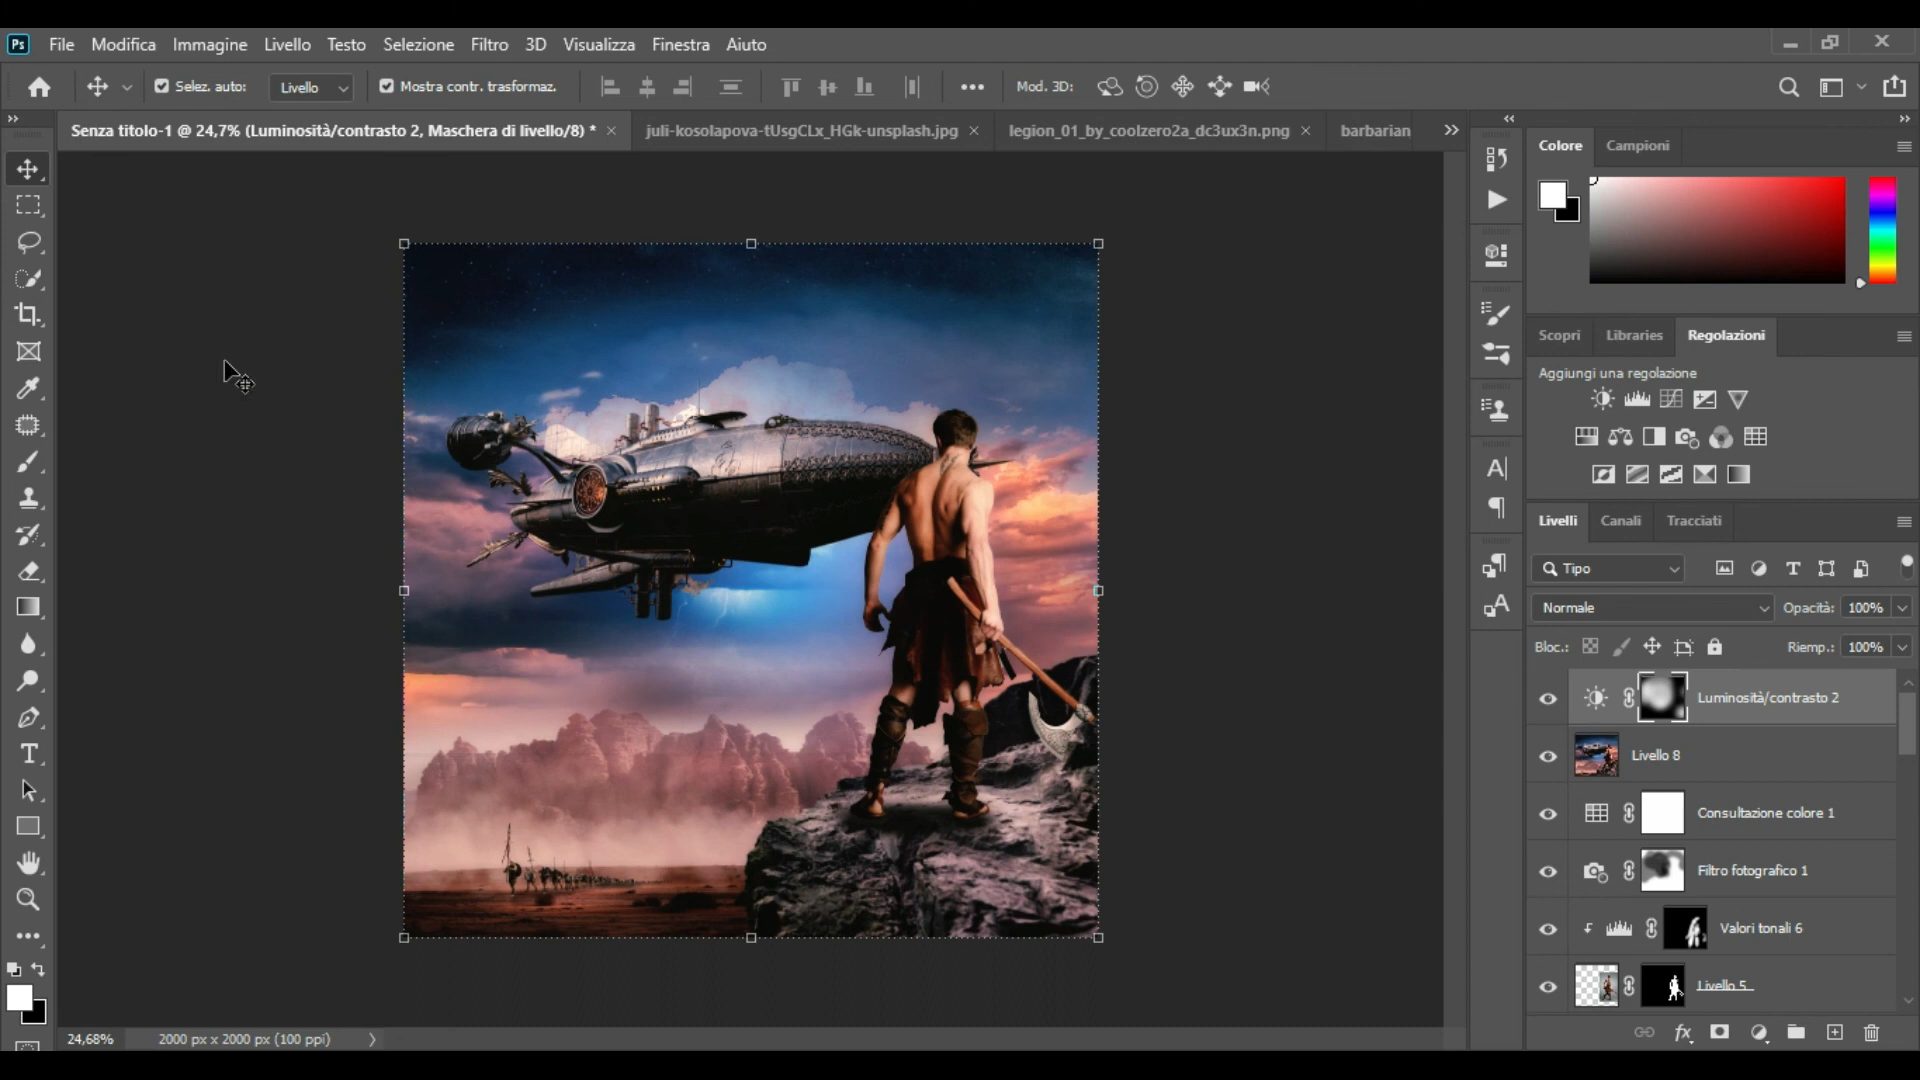 Ps File Modifica Immagine Livello Testo Selezione Filtro 3D Visualizza Finestra Aiuto
Selez. auto: Livello Mostra contr. trasformaz. Mod. 3D:
Senza titolo-1 @ 24,7% (Luminosità/contrasto 2, Maschera di livello/8) * juli-kosolapova-tUsgCLx_HGk-unsplash.jpg legion_01_by_coolzero2a_dc3ux3n.png barbarian
Colore Campioni
Scopri Libraries Regolazioni
Aggiungi una regolazione
Livelli Canali Tracciati
Tipo
Normale Opacità: 100%
Bloc.: Riemp.: 100%
Luminosità/contrasto 2
Livello 8
Consultazione colore 1
Filtro fotografico 1
Valori tonali 6
Livello 5
24,68% 2000 px x 2000 px (100 ppi)